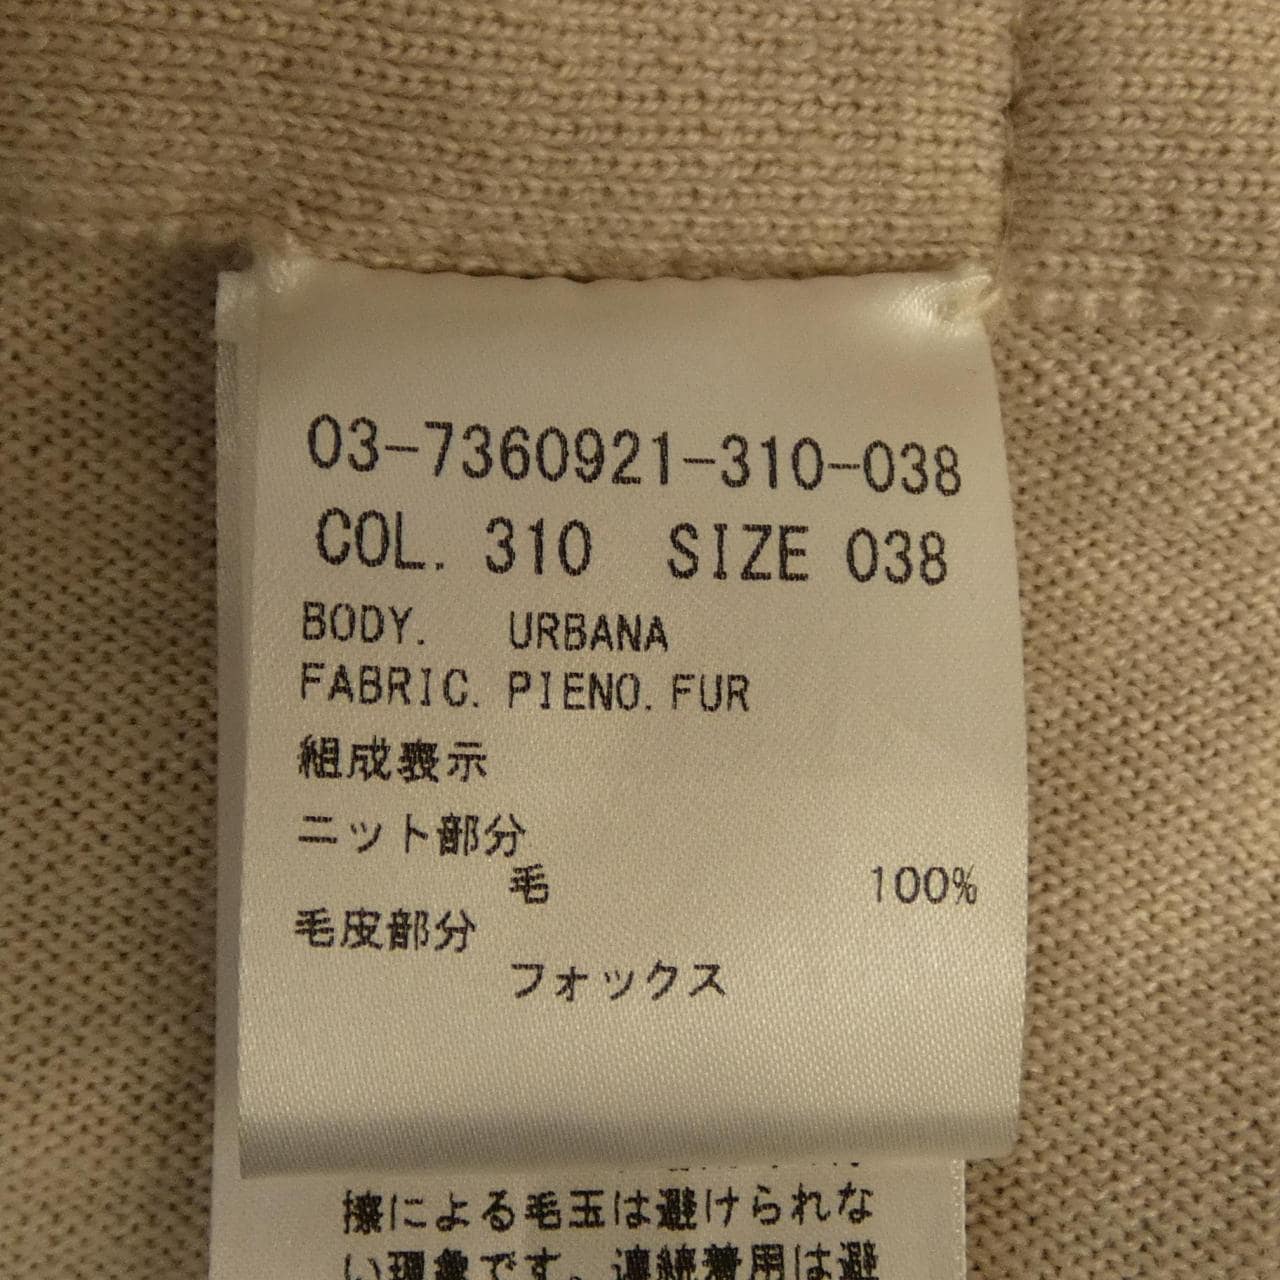 03-7360921-310-038
COL. 310 SIZE 038
BODY. URBANA
FABRIC. PIENO. FUR
組成表示
ニット部分
毛 100%
毛皮部分
フォックス
擦による毛玉は避けられな
い現象です。連続着用は避